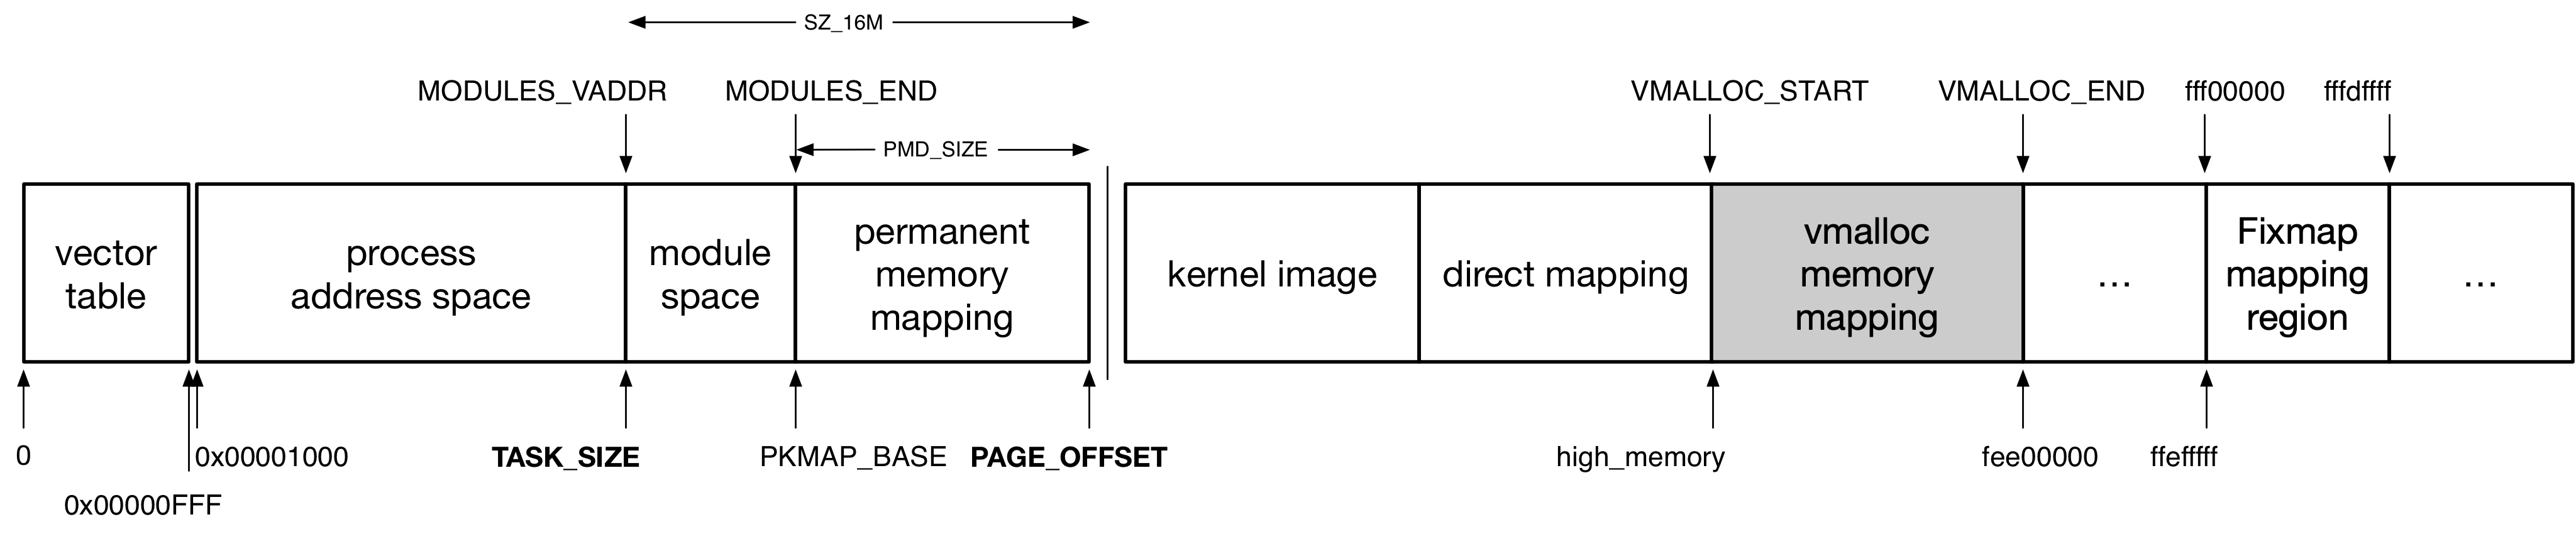 SZ_16M
MODULES_VADDR MODULES_END VMALLOC_START VMALLOC_END fff00000 fffdffff
PMD_SIZE
vector
table
process
address space
module
space
permanent
memory
mapping
kernel image
direct mapping
vmalloc
memory
mapping
...
Fixmap
mapping
region
...
0 0x00001000 TASK_SIZE PKMAP_BASE PAGE_OFFSET high_memory fee00000 ffefffff
0x00000FFF